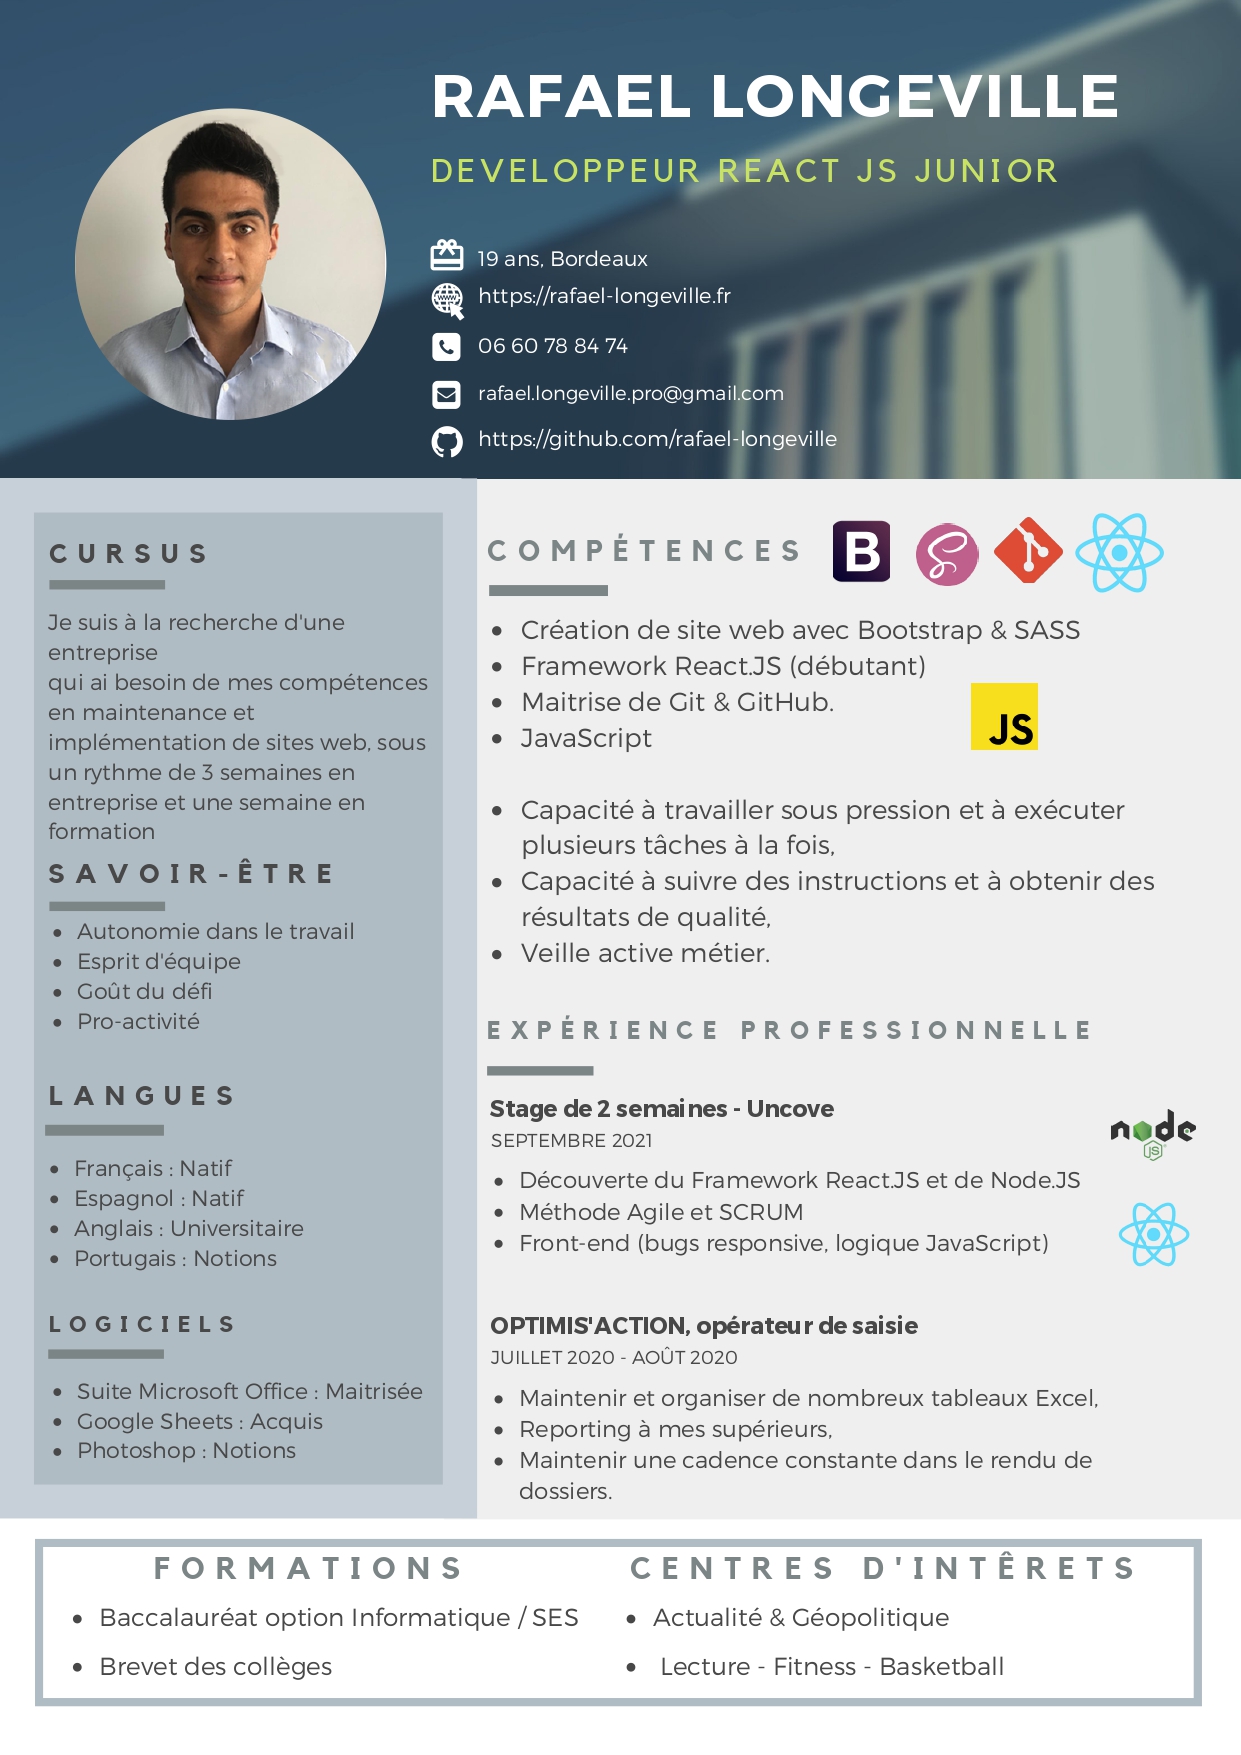 RAFAEL LONGEVILLE
DEVELOPPEUR REACT JS JUNIOR
19 ans, Bordeaux
www
https://rafael-longeville.fr
06 60 78 84 74
rafael.longeville.pro@gmail.com
https://github.com/rafael-longeville
CURSUS
Je suis à la recherche d'une
entreprise
qui ai besoin de mes compétences
en maintenance et
implémentation de sites web, sous
un rythme de 3 semaines en
entreprise et une semaine en
formation
SAVOIR-ÊTRE
Autonomie dans le travail
Esprit d'équipe
Goût du défi
Pro-activité
LANGUES
Français : Natif
Espagnol : Natif
Anglais : Universitaire
Portugais : Notions
LOGICIELS
Suite Microsoft Office : Maitrisée
Google Sheets : Acquis
Photoshop : Notions
COMPÉTENCES
B
Création de site web avec Bootstrap & SASS
Framework React.JS (débutant)
Maitrise de Git & GitHub.
JavaScript
JS
Capacité à travailler sous pression et à exécuter
plusieurs tâches à la fois,
Capacité à suivre des instructions et à obtenir des
résultats de qualité,
Veille active métier.
EXPÉRIENCE PROFESSIONNELLE
Stage de 2 semaines - Uncove
SEPTEMBRE 2021
node
JS
Découverte du Framework React.JS et de Node.JS
Méthode Agile et SCRUM
Front-end (bugs responsive, logique JavaScript)
OPTIMIS'ACTION, opérateur de saisie
JUILLET 2020 - AOÛT 2020
Maintenir et organiser de nombreux tableaux Excel,
Reporting à mes supérieurs,
Maintenir une cadence constante dans le rendu de
dossiers.
FORMATIONS
Baccalauréat option Informatique / SES
Brevet des collèges
CENTRES D'INTÊRETS
Actualité & Géopolitique
Lecture - Fitness - Basketball